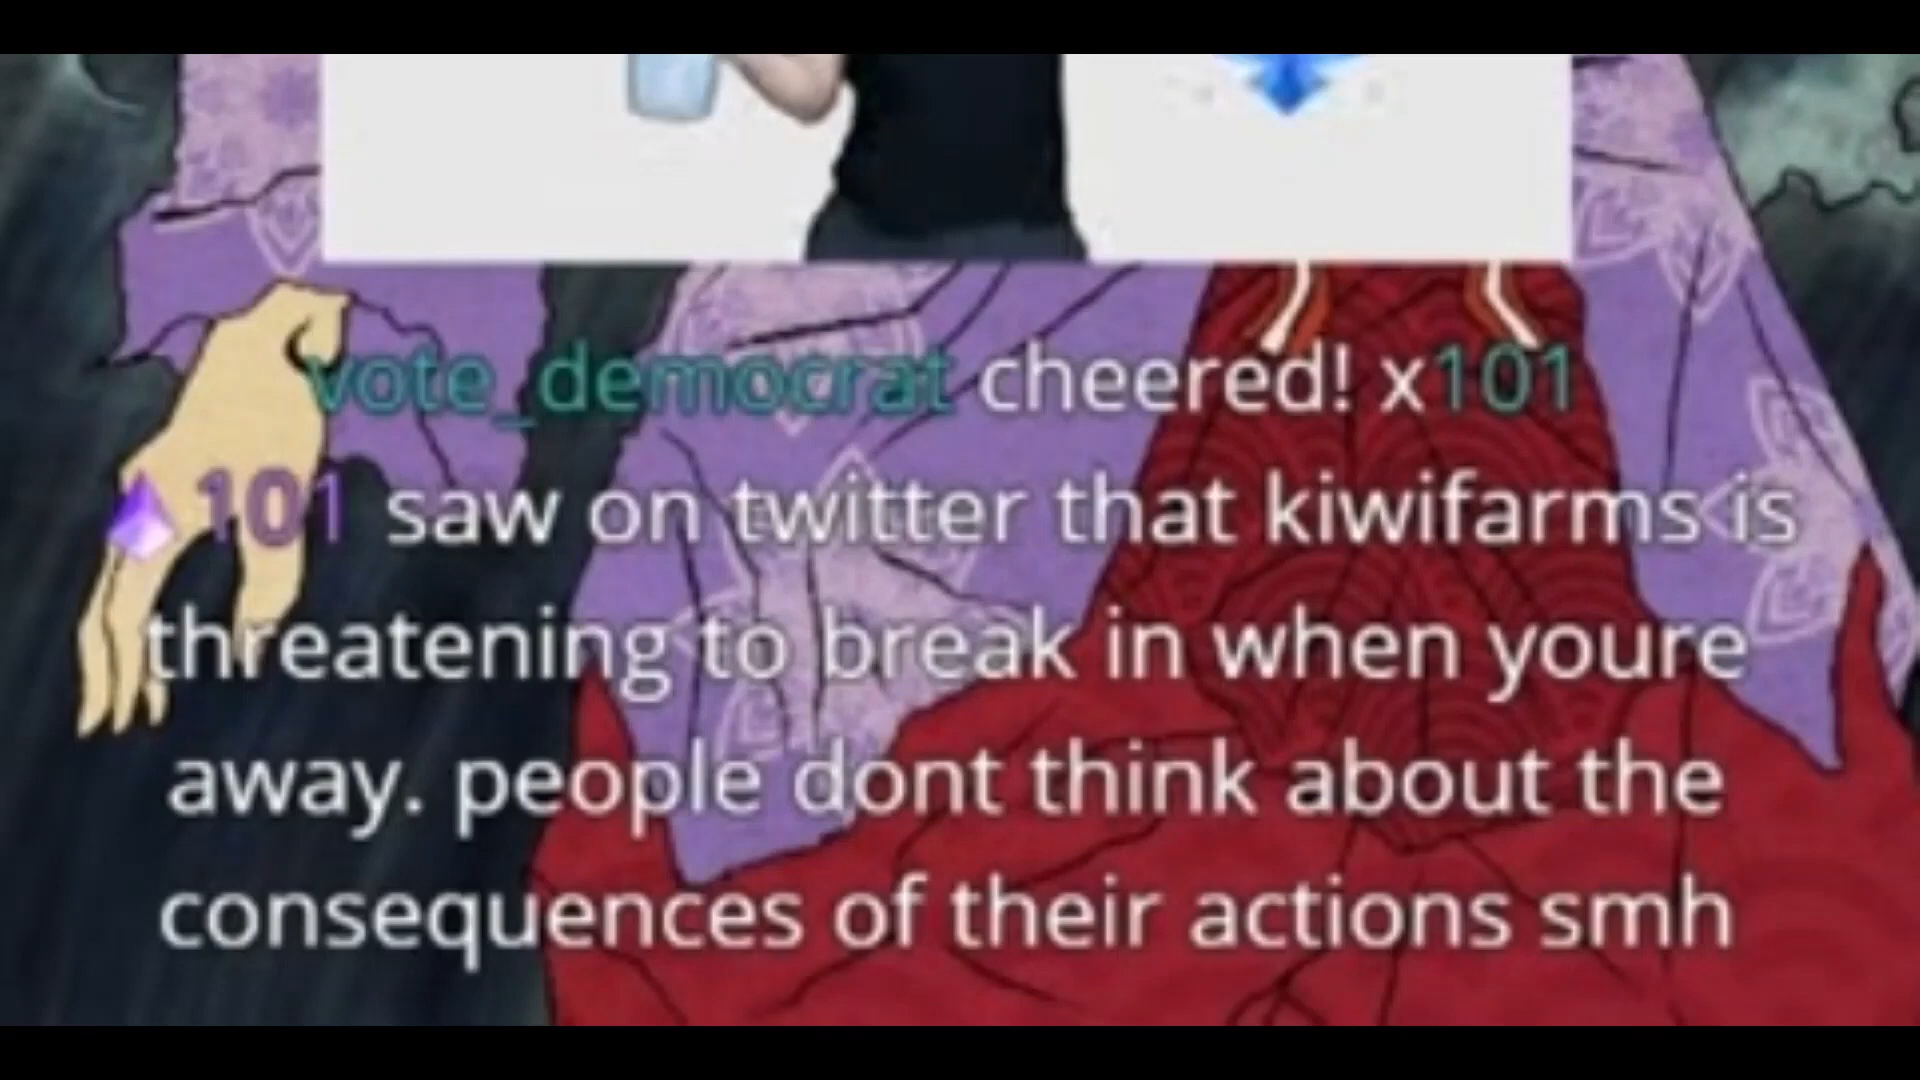 vote_democrat cheered! x101
101 saw on twitter that kiwifarms is
threatening to break in when youre
away. people dont think about the
consequences of their actions smh